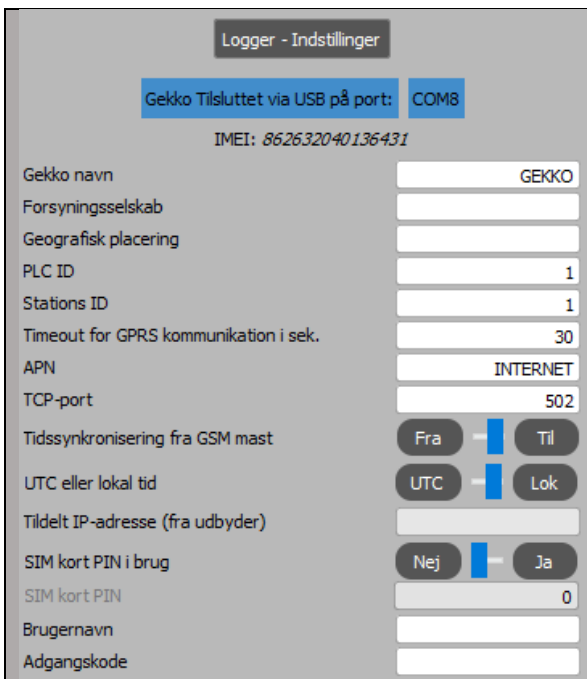 Logger - Indstillinger
Gekko Tilsluttet via USB på port: COM8
IMEI: 862632040136431
Gekko navn GEKKO
Forsyningsselskab
Geografisk placering
PLC ID 1
Stations ID 1
Timeout for GPRS kommunikation i sek. 30
APN INTERNET
TCP-port 502
Tidssynkronisering fra GSM mast Fra Til
UTC eller lokal tid UTC Lok
Tildelt IP-adresse (fra udbyder)
SIM kort PIN i brug Nej Ja
SIM kort PIN 0
Brugernavn
Adgangskode